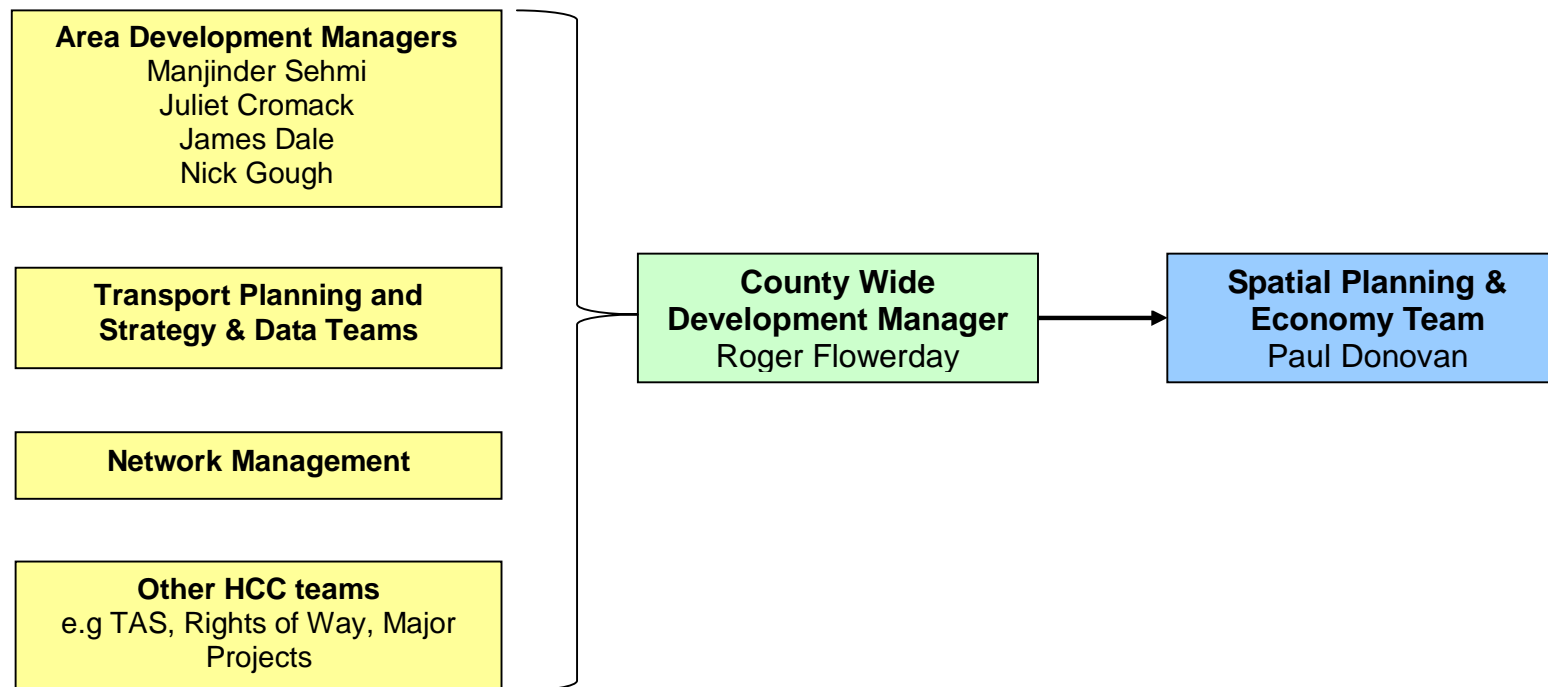 Area Development Managers
Manjinder Sehmi
Juliet Cromack
James Dale
Nick Gough
Transport Planning and
Strategy & Data Teams
Network Management
Other HCC teams
e.g TAS, Rights of Way, Major
Projects
County Wide
Development Manager
Roger Flowerday
Spatial Planning &
Economy Team
Paul Donovan